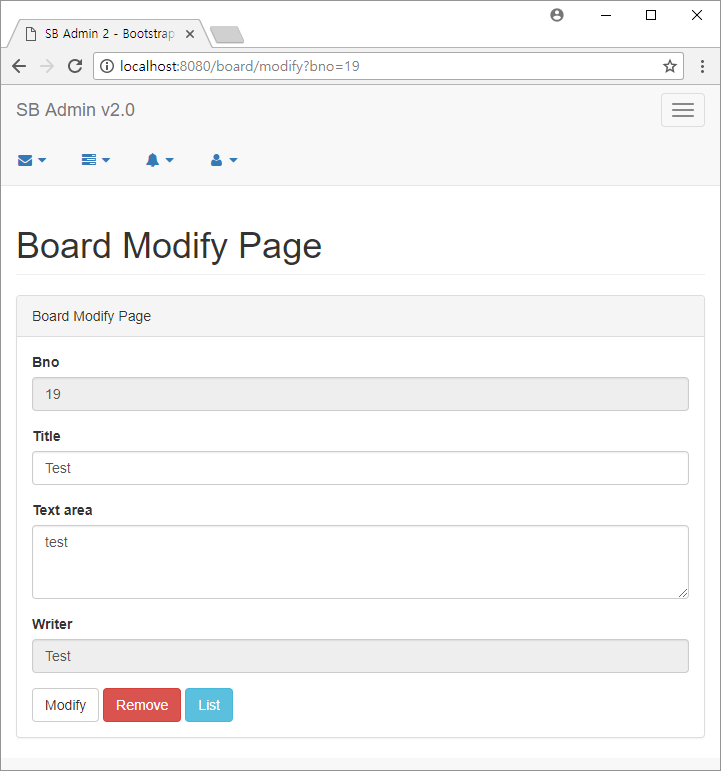 SB Admin 2 - Bootstrap
localhost:8080/board/modify?bno=19
SB Admin v2.0
Board Modify Page
Board Modify Page
Bno
19
Title
Test
Text area
test
Writer
Test
Modify Remove List